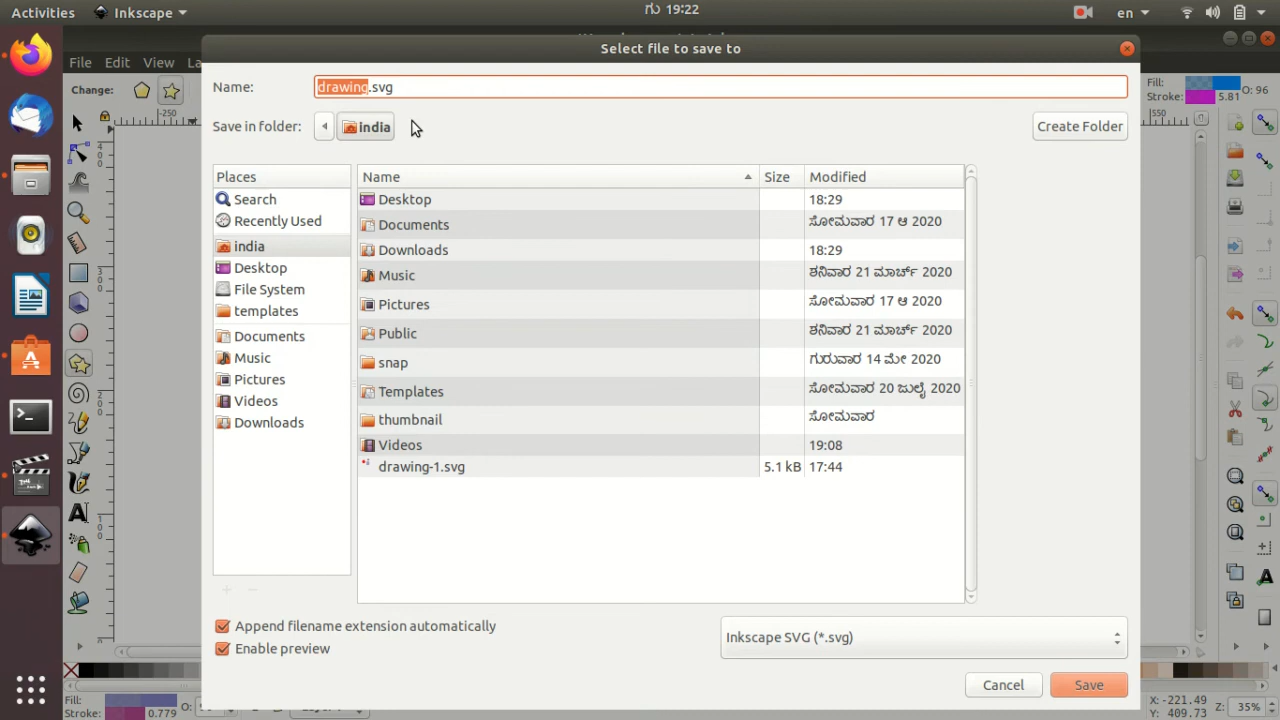 Activities Inkscape ಗು 19:22 en
Select file to save to
File Edit View La
Name: drawing.svg
Change:
Fill:
Stroke: 5.81
O: 96
Save in folder: india Create Folder
-250 550
Places Name Size Modified
Search Desktop 18:29
Recently Used Documents ಸೋಮವಾರ 17 ಆ 2020
india Downloads 18:29
Desktop Music ಶನಿವಾರ 21 ಮಾರ್ಚ್ 2020
File System Pictures ಸೋಮವಾರ 17 ಆ 2020
templates Public ಶನಿವಾರ 21 ಮಾರ್ಚ್ 2020
Documents snap ಗುರುವಾರ 14 ಮೇ 2020
Music Templates ಸೋಮವಾರ 20 ಜುಲೈ 2020
Pictures thumbnail ಸೋಮವಾರ
Videos Videos 19:08
Downloads drawing-1.svg 5.1 kB 17:44
Append filename extension automatically
Enable preview
Inkscape SVG (*.svg)
Cancel Save
Fill:
Stroke: 0.779 O:
X: -221.49
Y: 409.73
Z: 35%